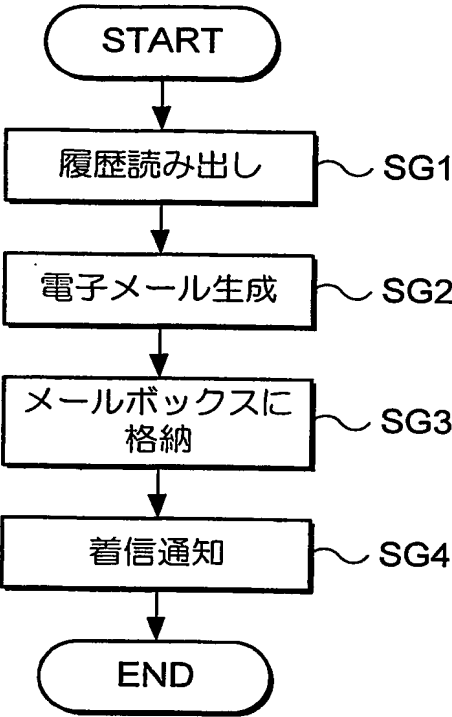 START
履歴読み出し
SG1
電子メール生成
SG2
メールボックスに
格納
SG3
着信通知
SG4
END